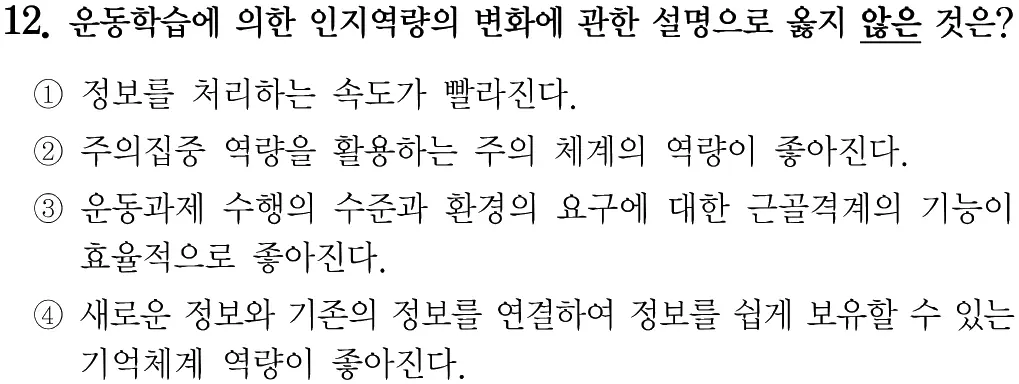 12. 운동학습에 의한 인지역량의 변화에 관한 설명으로 옳지 않은 것은?
① 정보를 처리하는 속도가 빨라진다.
② 주의집중 역량을 활용하는 주의 체계의 역량이 좋아진다.
③ 운동과제 수행의 수준과 환경의 요구에 대한 근골격계의 기능이
효율적으로 좋아진다.
④ 새로운 정보와 기존의 정보를 연결하여 정보를 쉽게 보유할 수 있는
기억체계 역량이 좋아진다.